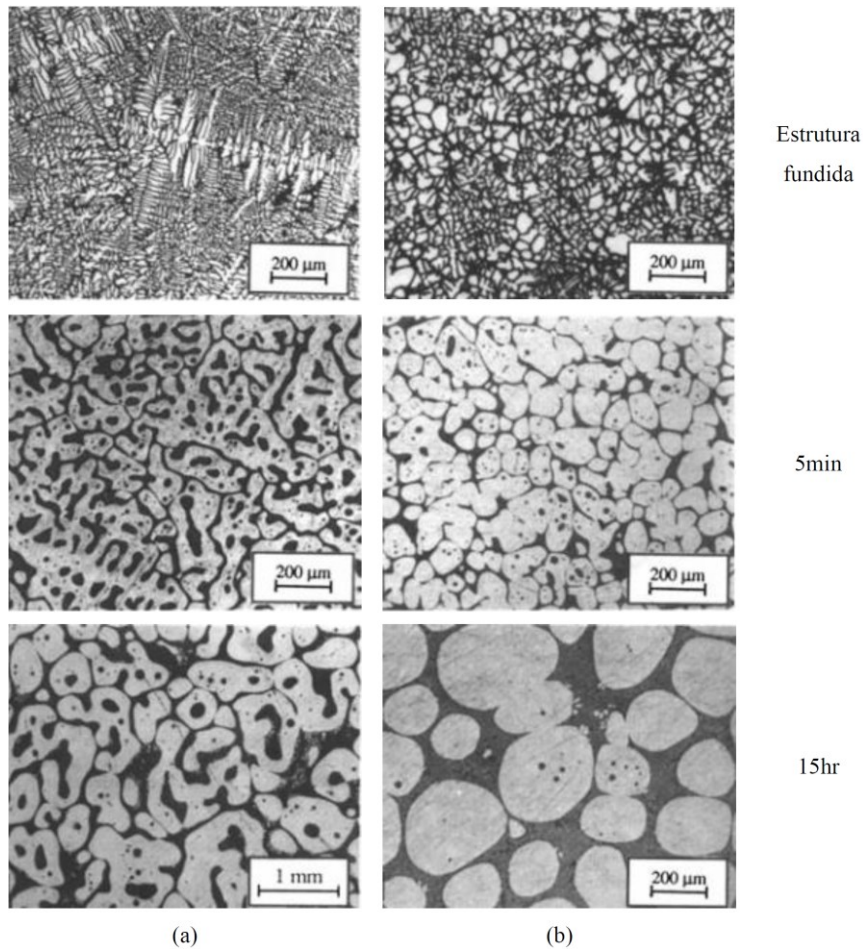 200 μm
200 μm
Estrutura
fundida
200 μm
200 μm
5min
1 mm
200 μm
15hr
(a)
(b)